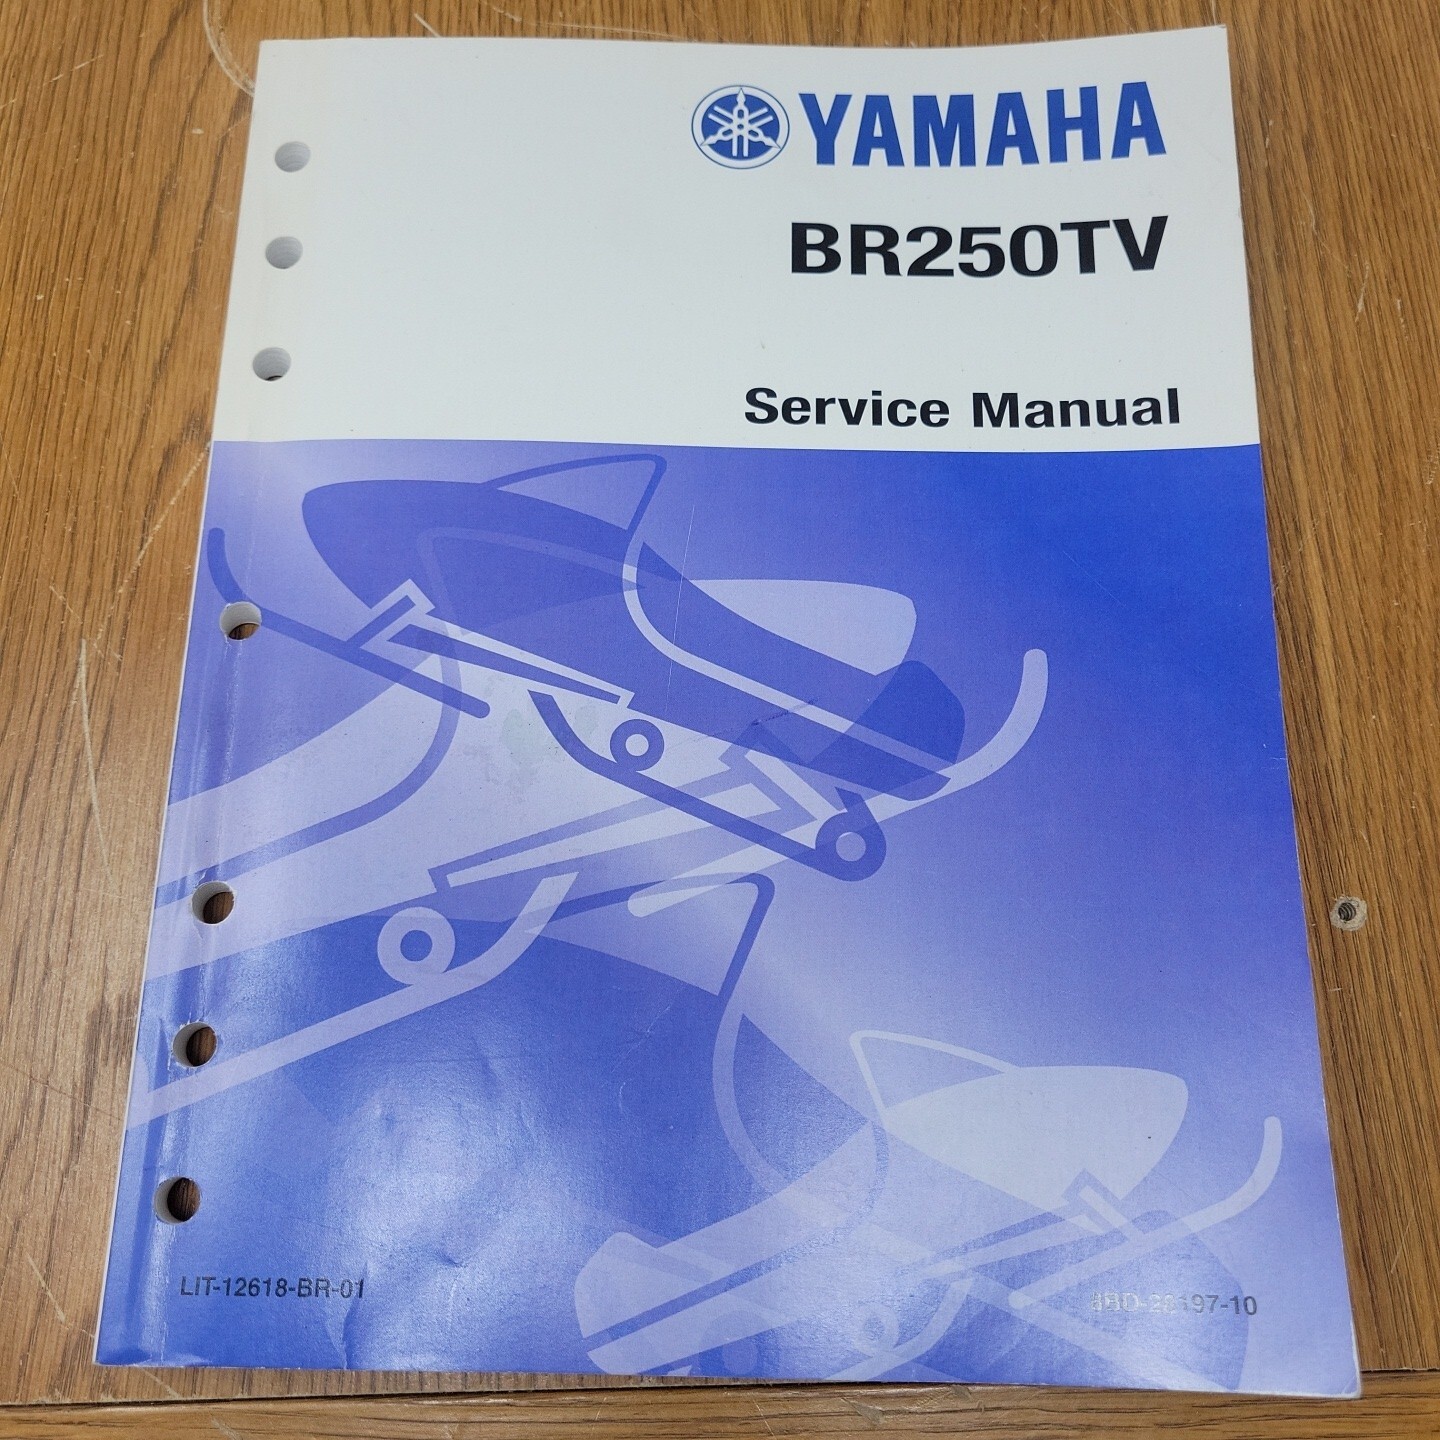 YAMAHA
BR250TV
Service Manual
LIT-12618-BR-01